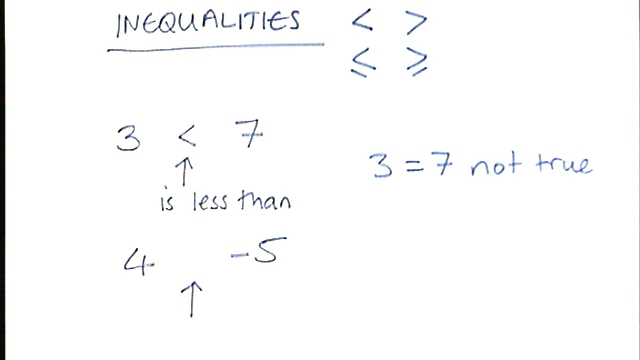 INEQUALITIES < >
≤ ≥
3 < 7
↑
is less than
3 = 7 not true
4 -5
↑